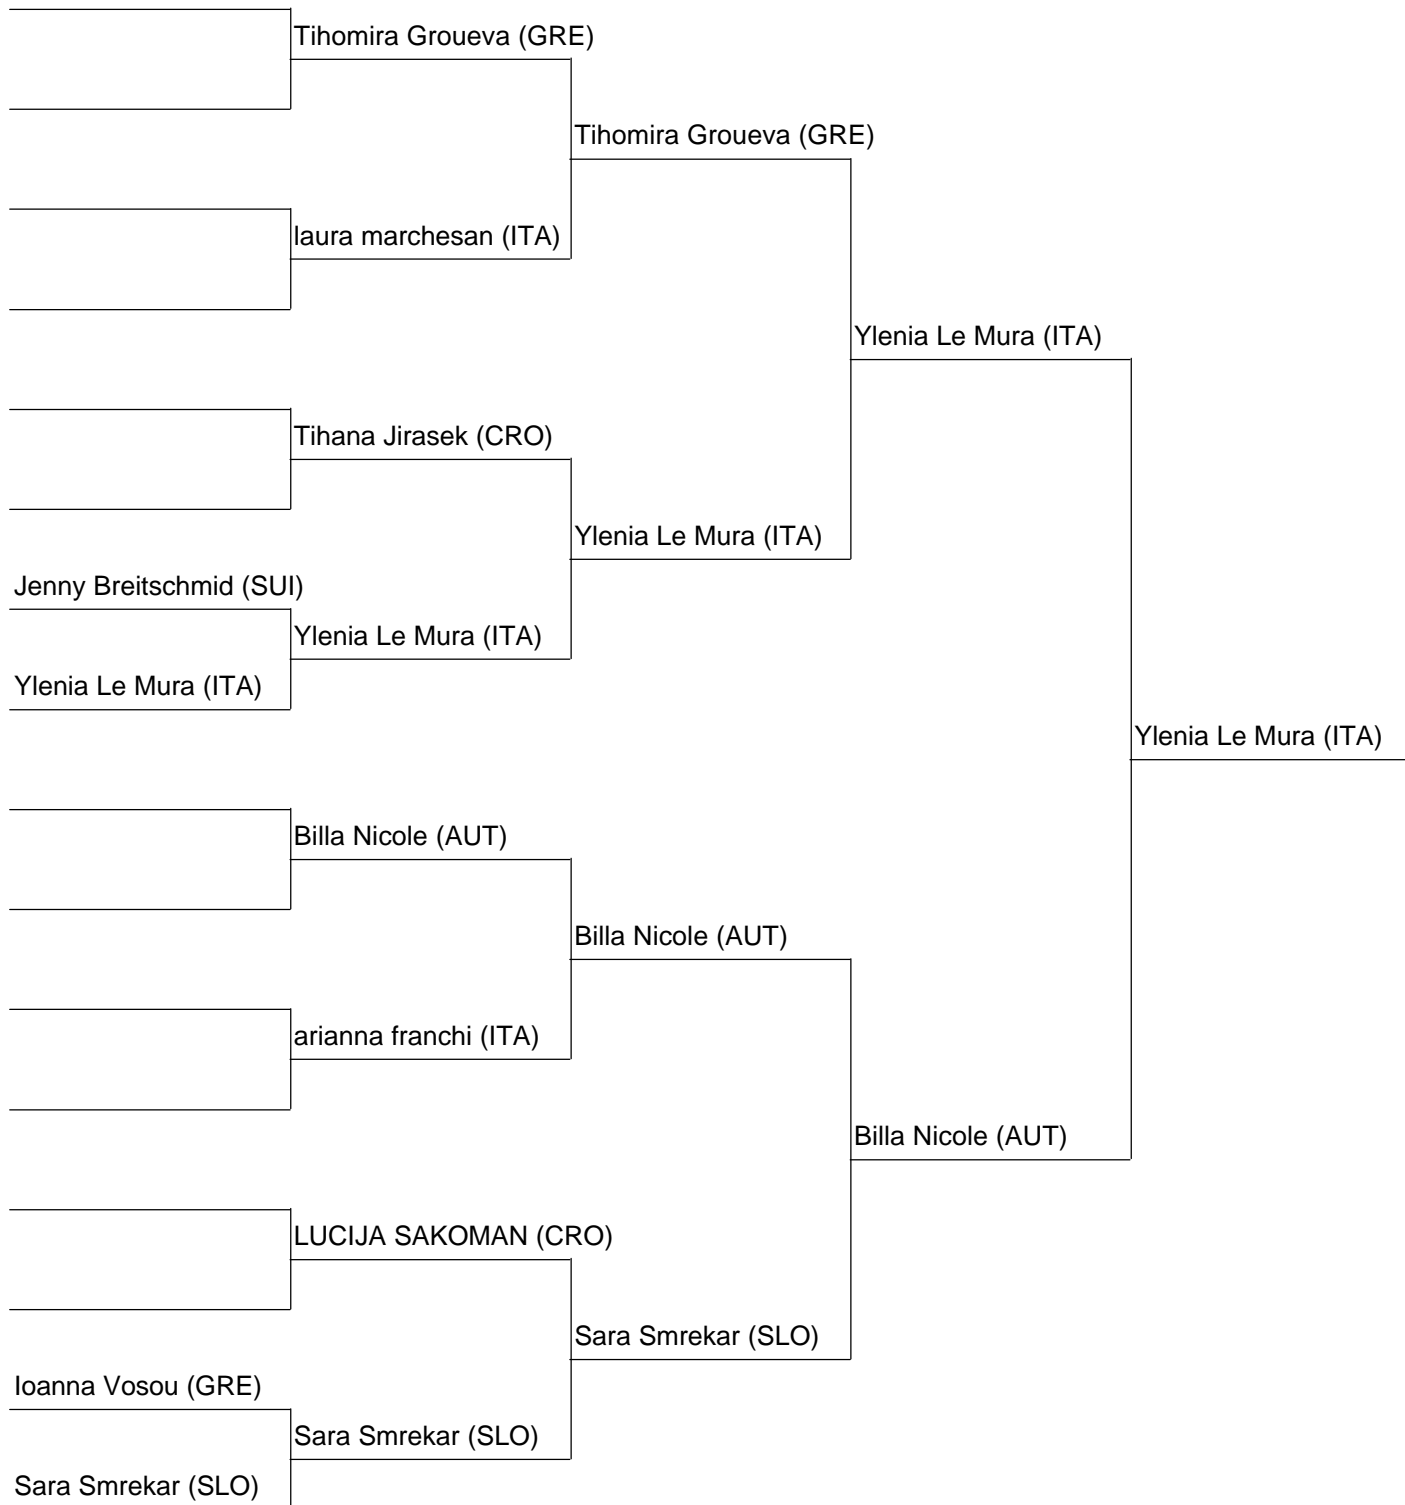 Tihomira Groueva (GRE)
Tihomira Groueva (GRE)
laura marchesan (ITA)
Ylenia Le Mura (ITA)
Tihana Jirasek (CRO)
Ylenia Le Mura (ITA)
Jenny Breitschmid (SUI)
Ylenia Le Mura (ITA)
Ylenia Le Mura (ITA)
Ylenia Le Mura (ITA)
Billa Nicole (AUT)
Billa Nicole (AUT)
arianna franchi (ITA)
Billa Nicole (AUT)
LUCIJA SAKOMAN (CRO)
Sara Smrekar (SLO)
Ioanna Vosou (GRE)
Sara Smrekar (SLO)
Sara Smrekar (SLO)